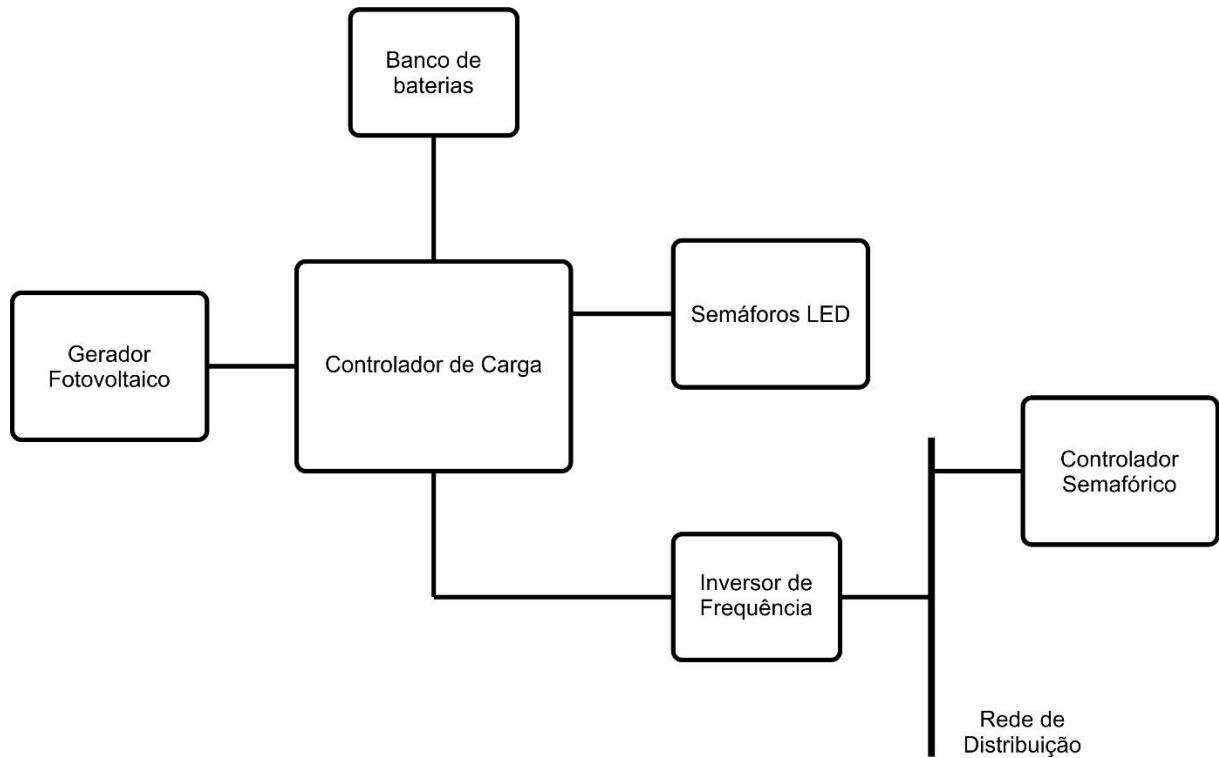 Banco de
baterias
Gerador
Fotovoltaico
Controlador de Carga
Semáforos LED
Controlador
Semafórico
Inversor de
Frequência
Rede de
Distribuição